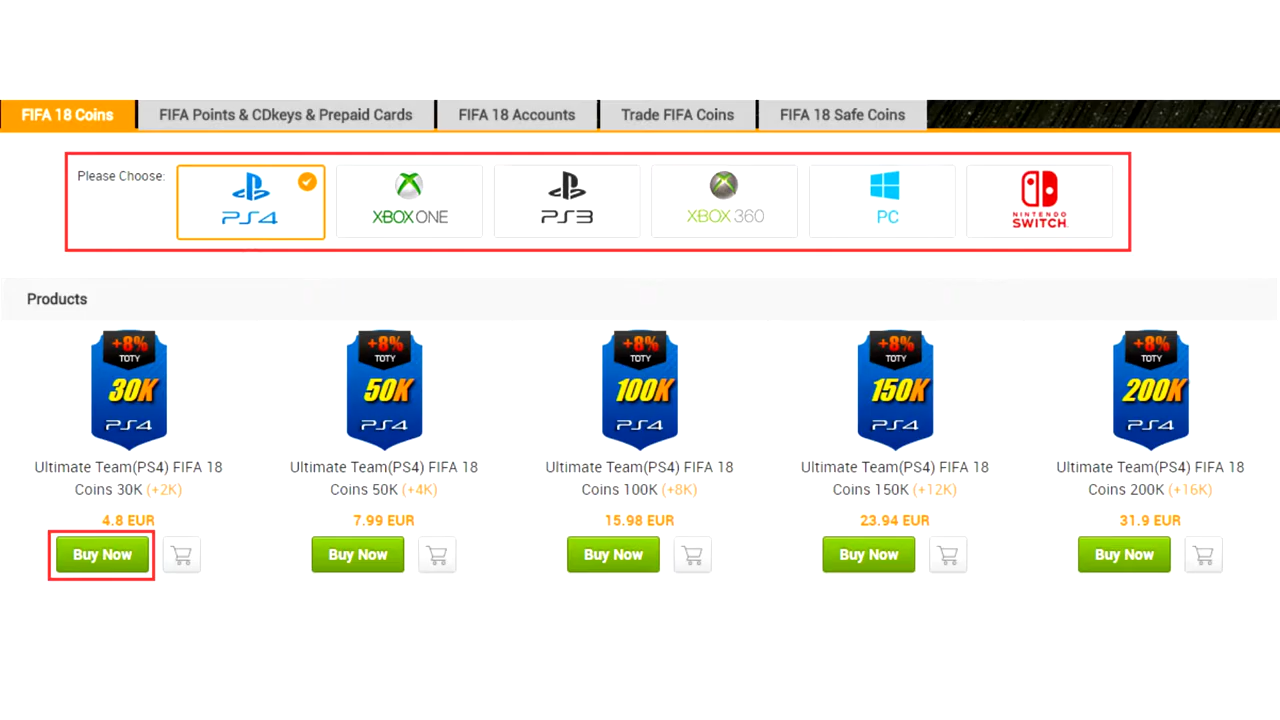 FIFA 18 Coins FIFA Points & CDkeys & Prepaid Cards FIFA 18 Accounts Trade FIFA Coins FIFA 18 Safe Coins
Please Choose:
PS4 XBOX ONE PS3 XBOX 360 PC NINTENDO SWITCH
Products
+8% +8% +8% +8% +8%
TOTY TOTY TOTY TOTY TOTY
30K 50K 100K 150K 200K
PS4 PS4 PS4 PS4 PS4
Ultimate Team(PS4) FIFA 18 Ultimate Team(PS4) FIFA 18 Ultimate Team(PS4) FIFA 18 Ultimate Team(PS4) FIFA 18 Ultimate Team(PS4) FIFA 18
Coins 30K (+2K) Coins 50K (+4K) Coins 100K (+8K) Coins 150K (+12K) Coins 200K (+16K)
4.8 EUR 7.99 EUR 15.98 EUR 23.94 EUR 31.9 EUR
Buy Now Buy Now Buy Now Buy Now Buy Now